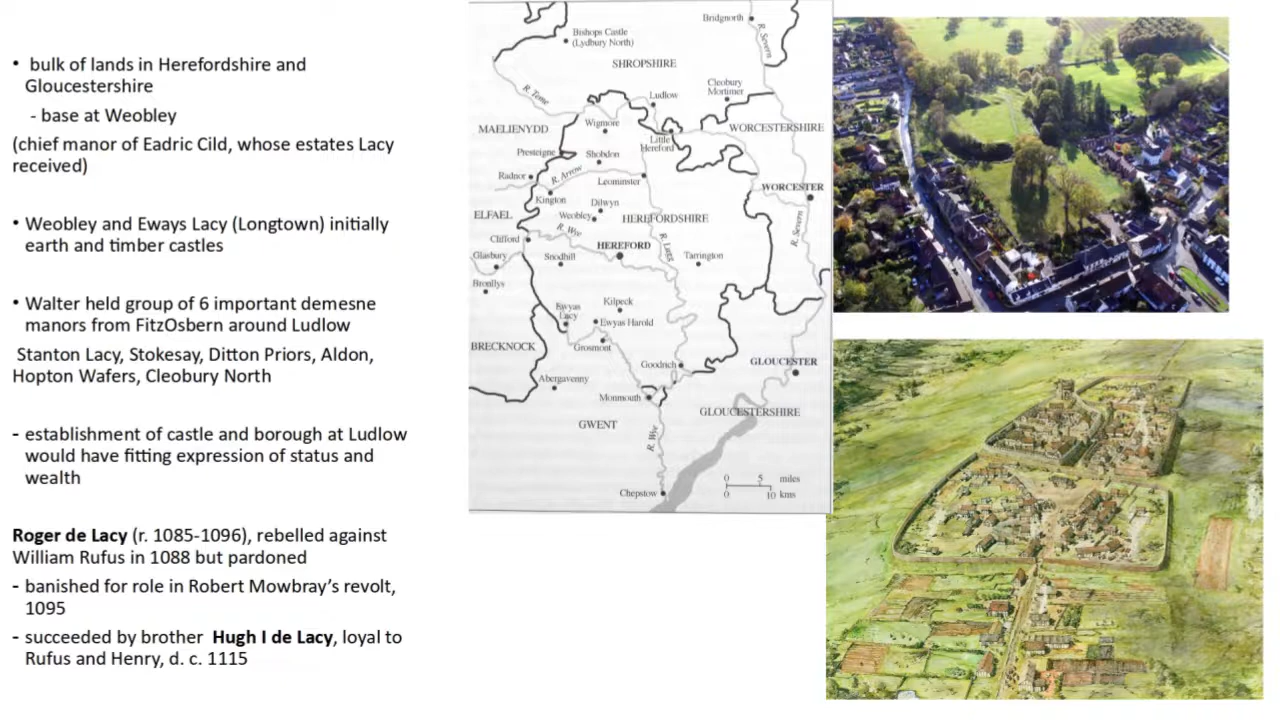 • bulk of lands in Herefordshire and
Gloucestershire
- base at Weobley
(chief manor of Eadric Cild, whose estates Lacy
received)
• Weobley and Eways Lacy (Longtown) initially
earth and timber castles
• Walter held group of 6 important demesne
manors from FitzOsbern around Ludlow
Stanton Lacy, Stokesay, Ditton Priors, Aldon,
Hopton Wafers, Cleobury North
- establishment of castle and borough at Ludlow
would have fitting expression of status and
wealth
Roger de Lacy (r. 1085-1096), rebelled against
William Rufus in 1088 but pardoned
- banished for role in Robert Mowbray's revolt,
1095
- succeeded by brother Hugh I de Lacy, loyal to
Rufus and Henry, d. c. 1115
Bridgnorth
R. Severn
Bishops Castle
(Lydbury North)
SHROPSHIRE
Cleobury
Mortimer
R. Teme
Ludlow
Wigmore
MAELIENYDD
WORCESTERSHIRE
Little
Hereford
Presteigne
Shobdon
Radnor
R. Arrow
Leominster
WORCESTER
Kington
Dilwyn
ELFAEL
Weobley
HEREFORDSHIRE
R. Wye
R. Severn
Clifford
HEREFORD
R. Lugg
Glasbury
Snodhill
Tarrington
Bronllys
Kilpeck
Ewyas
Lacy
Ewyas Harold
BRECKNOCK
Grosmont
Goodrich
GLOUCESTER
Abergavenny
Monmouth
GLOUCESTERSHIRE
GWENT
R. Wye
0 5 miles
0 10 kms
Chepstow